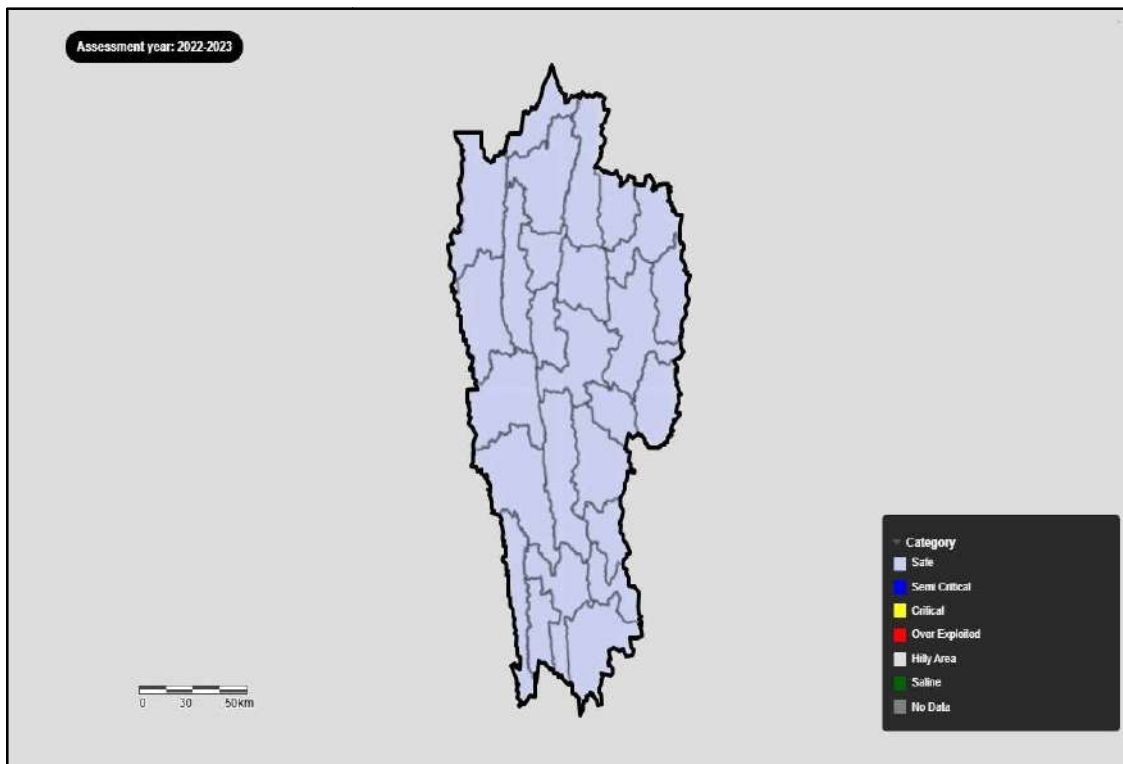 Assessment year: 2022-2023
Category
Safe
Semi Critical
Critical
Over Exploited
Hilly Area
Saline
No Data
0 30 50km